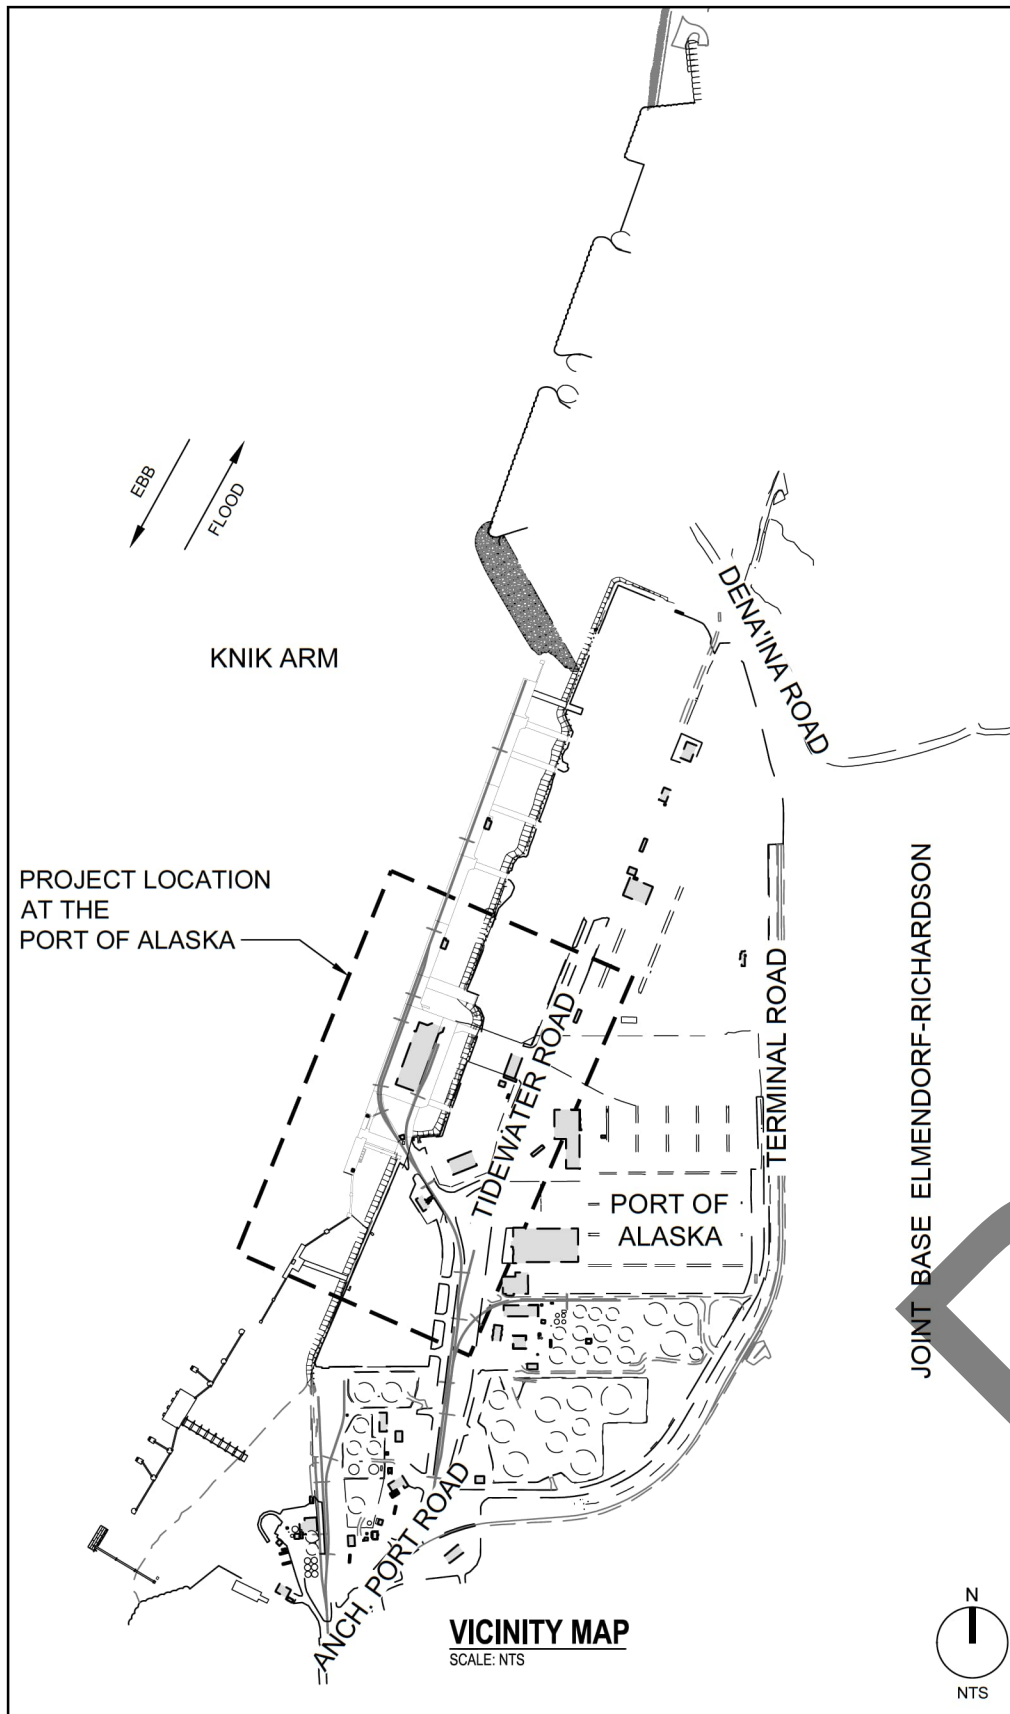 EBB
FLOOD
KNIK ARM
DENA'INA ROAD
PROJECT LOCATION
AT THE
PORT OF ALASKA
TIDEWATER ROAD
TERMINAL ROAD
JOINT BASE ELMENDORF-RICHARDSON
PORT OF
ALASKA
ANCH. PORT ROAD
VICINITY MAP
SCALE: NTS
N
NTS